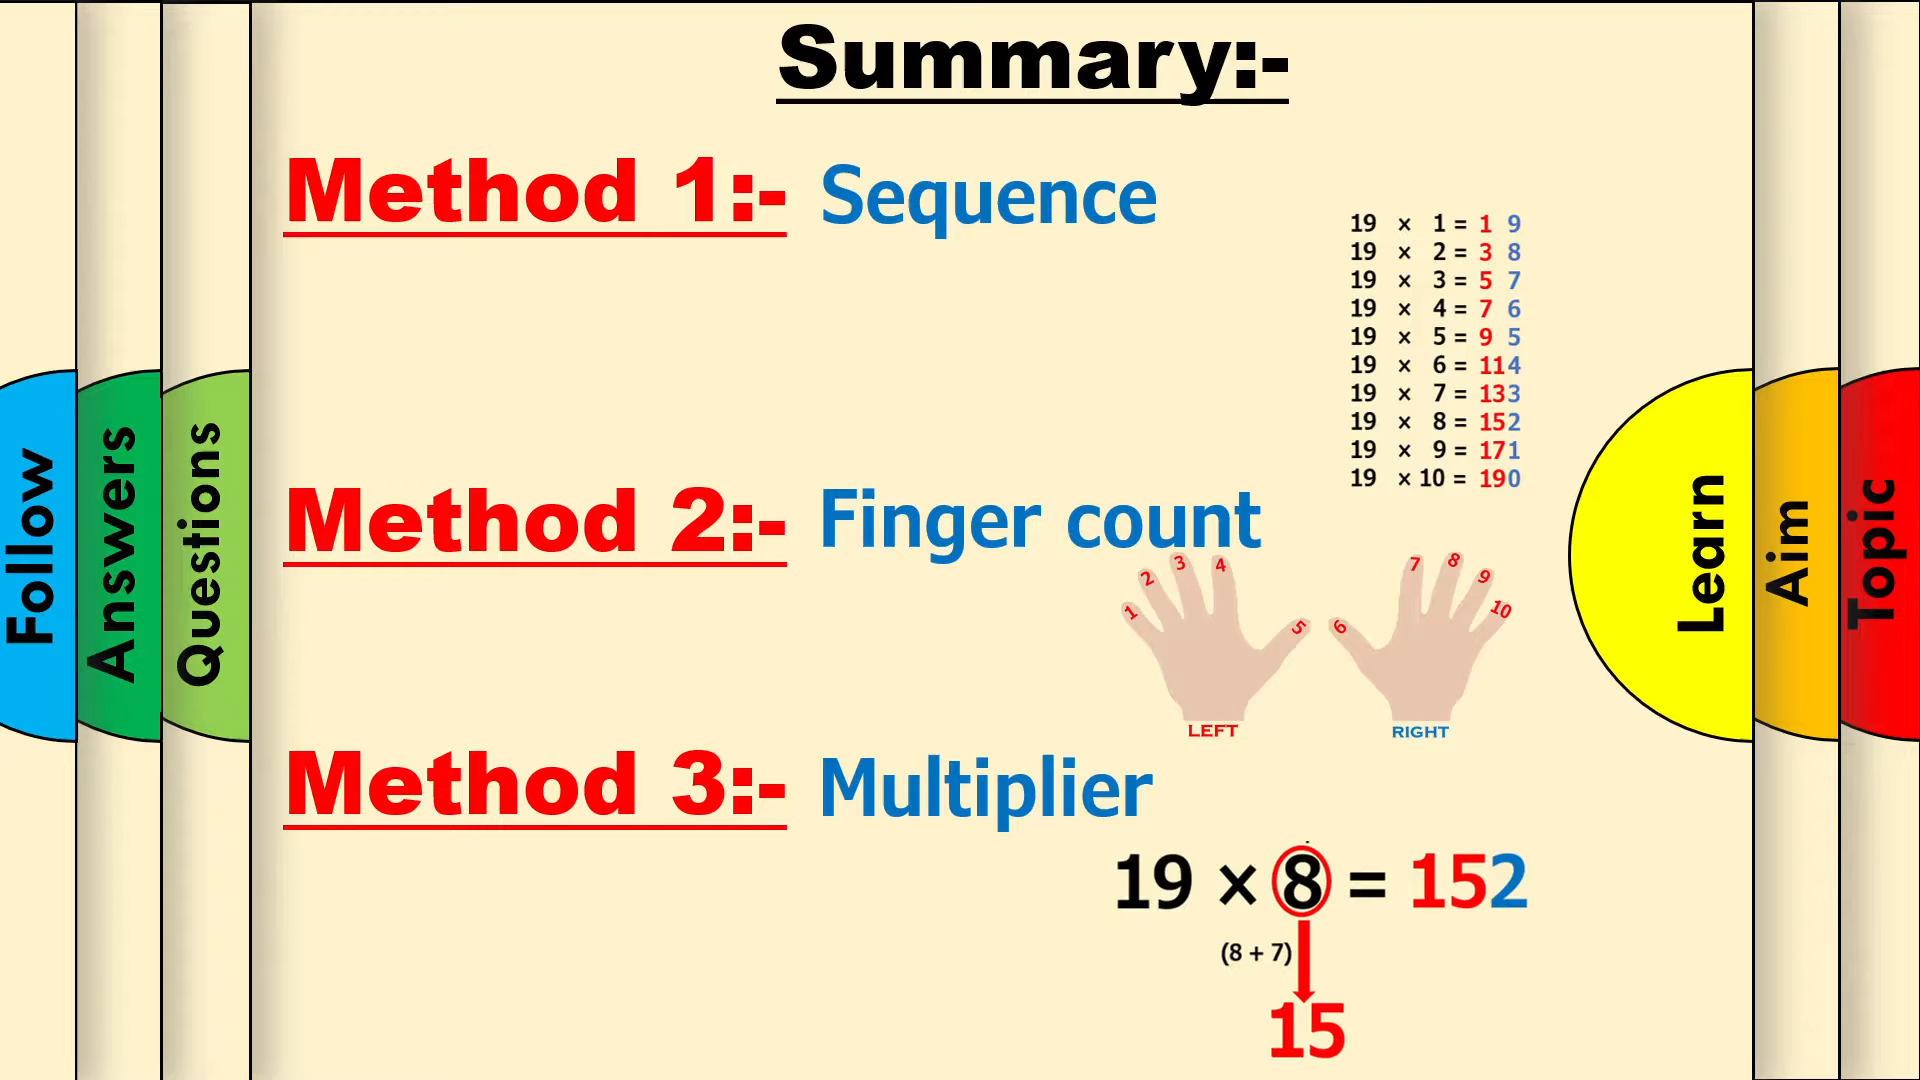 Summary:-
Method 1:- Sequence
19 × 1 = 1 9
19 × 2 = 3 8
19 × 3 = 5 7
19 × 4 = 7 6
19 × 5 = 9 5
19 × 6 = 114
19 × 7 = 133
19 × 8 = 152
19 × 9 = 171
19 × 10 = 190
Method 2:- Finger count
1 2 3 4 5 6 7 8 9 10
LEFT RIGHT
Method 3:- Multiplier
19 × 8 = 152
(8 + 7)
15
Follow
Answers
Questions
Learn
Aim
Topic